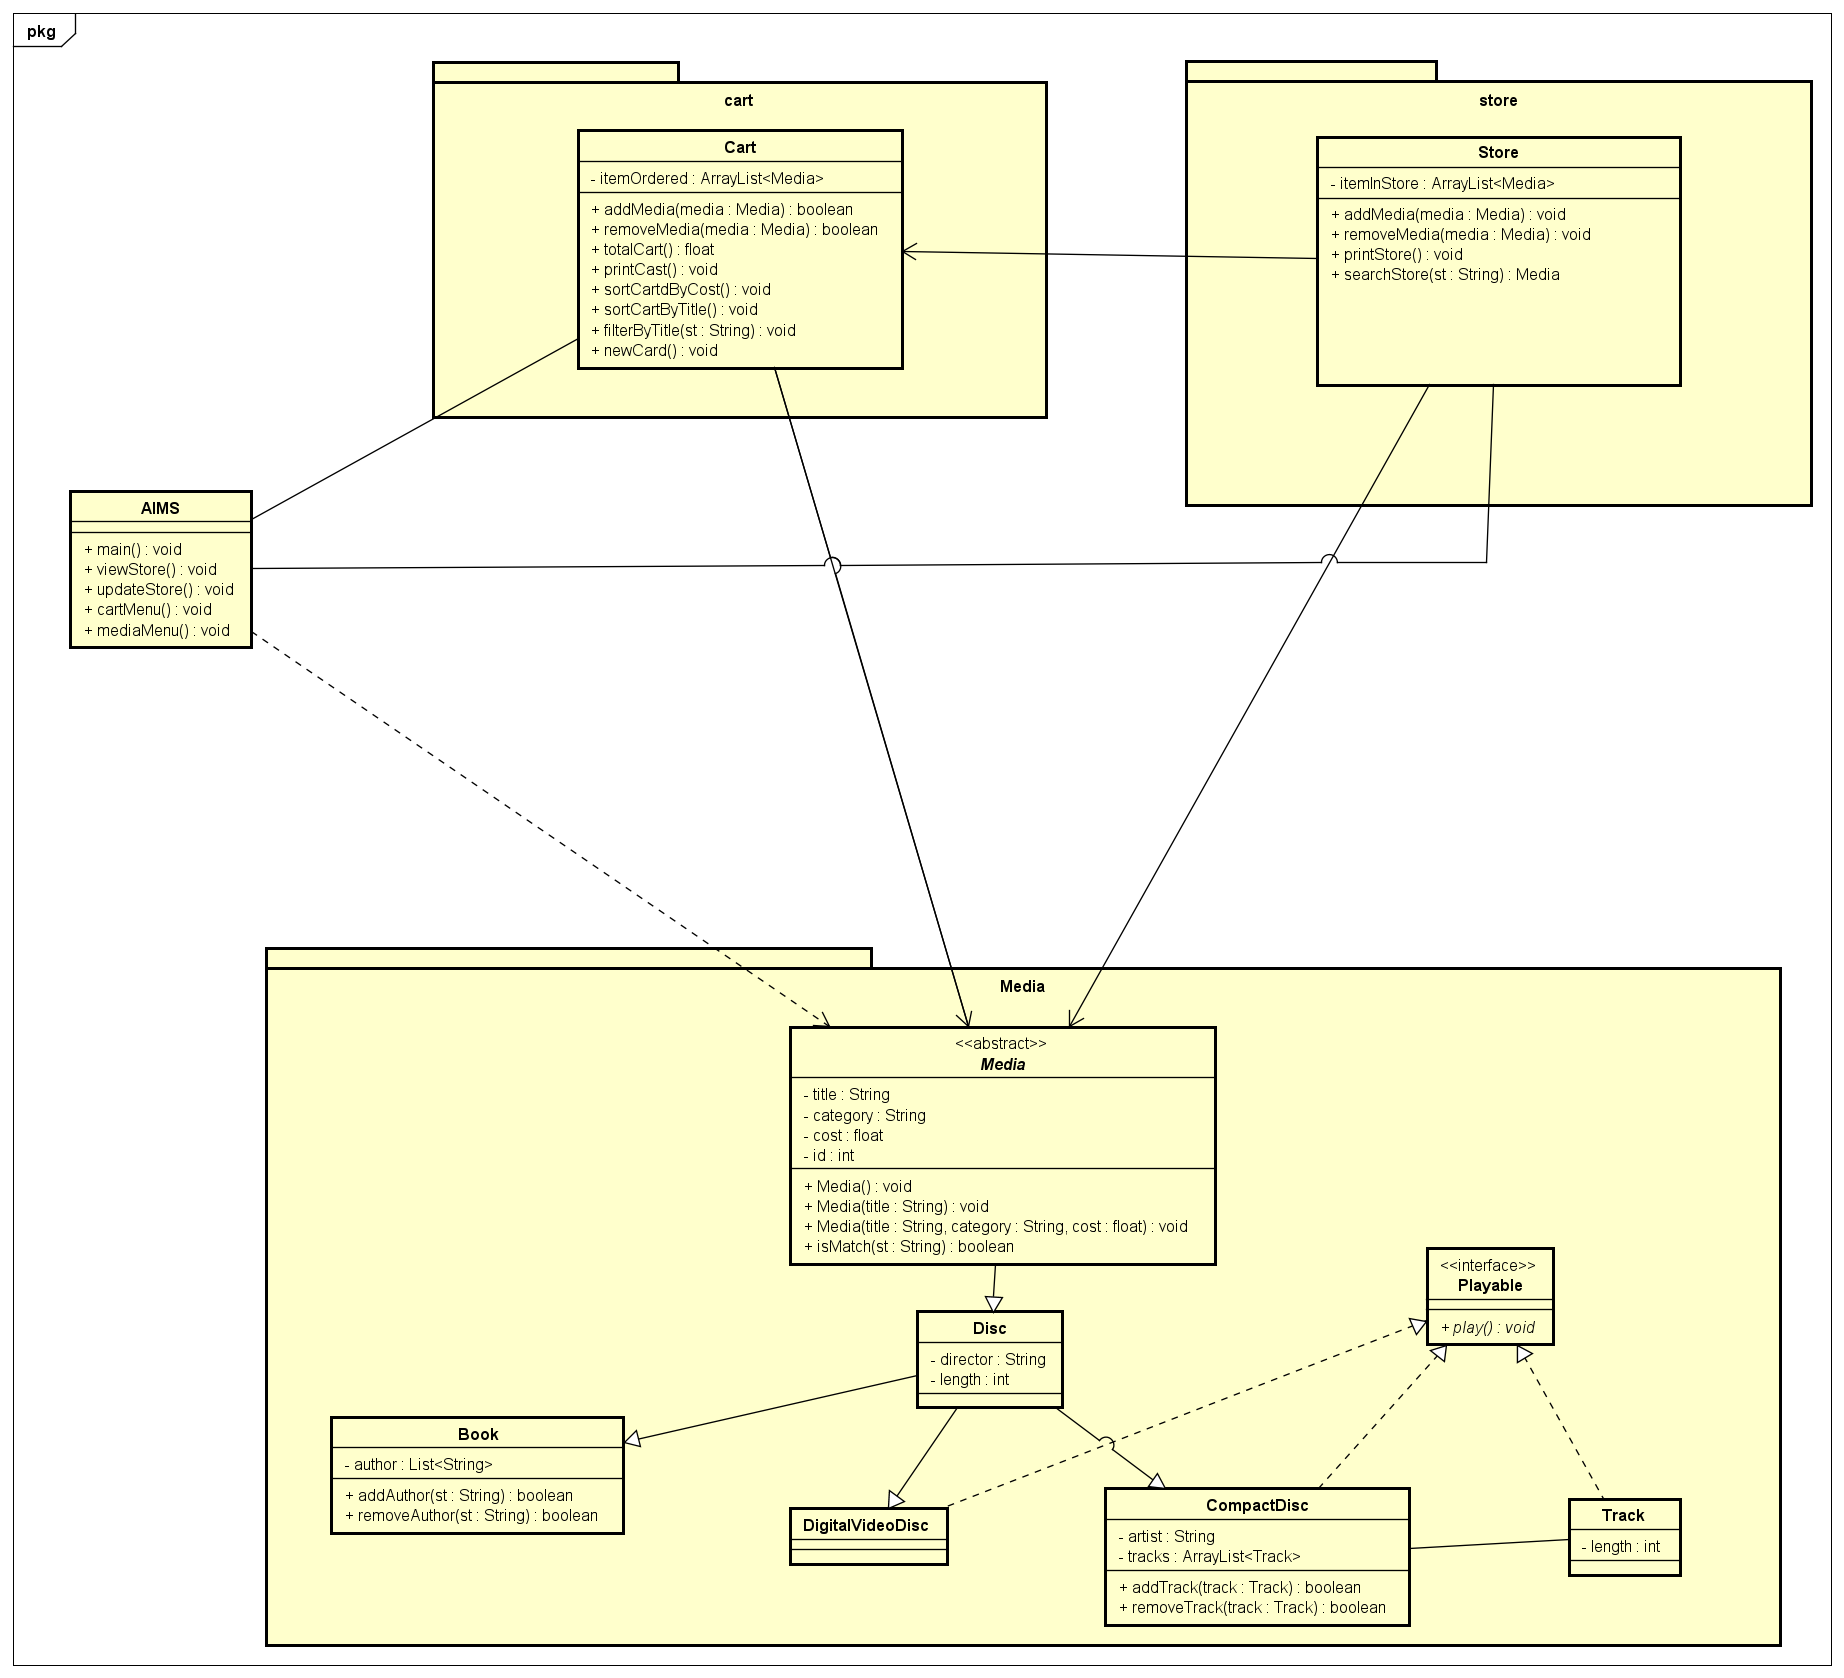 pkg
cart
Cart
- itemOrdered : ArrayList<Media>
+ addMedia(media : Media) : boolean
+ removeMedia(media : Media) : boolean
+ totalCart() : float
+ printCast() : void
+ sortCartdByCost() : void
+ sortCartByTitle() : void
+ filterByTitle(st : String) : void
+ newCard() : void
store
Store
- itemInStore : ArrayList<Media>
+ addMedia(media : Media) : void
+ removeMedia(media : Media) : void
+ printStore() : void
+ searchStore(st : String) : Media
AIMS
+ main() : void
+ viewStore() : void
+ updateStore() : void
+ cartMenu() : void
+ mediaMenu() : void
Media
<<abstract>>
Media
- title : String
- category : String
- cost : float
- id : int
+ Media() : void
+ Media(title : String) : void
+ Media(title : String, category : String, cost : float) : void
+ isMatch(st : String) : boolean
<<interface>>
Playable
+ play() : void
Disc
- director : String
- length : int
Book
- author : List<String>
+ addAuthor(st : String) : boolean
+ removeAuthor(st : String) : boolean
DigitalVideoDisc
CompactDisc
- artist : String
- tracks : ArrayList<Track>
+ addTrack(track : Track) : boolean
+ removeTrack(track : Track) : boolean
Track
- length : int